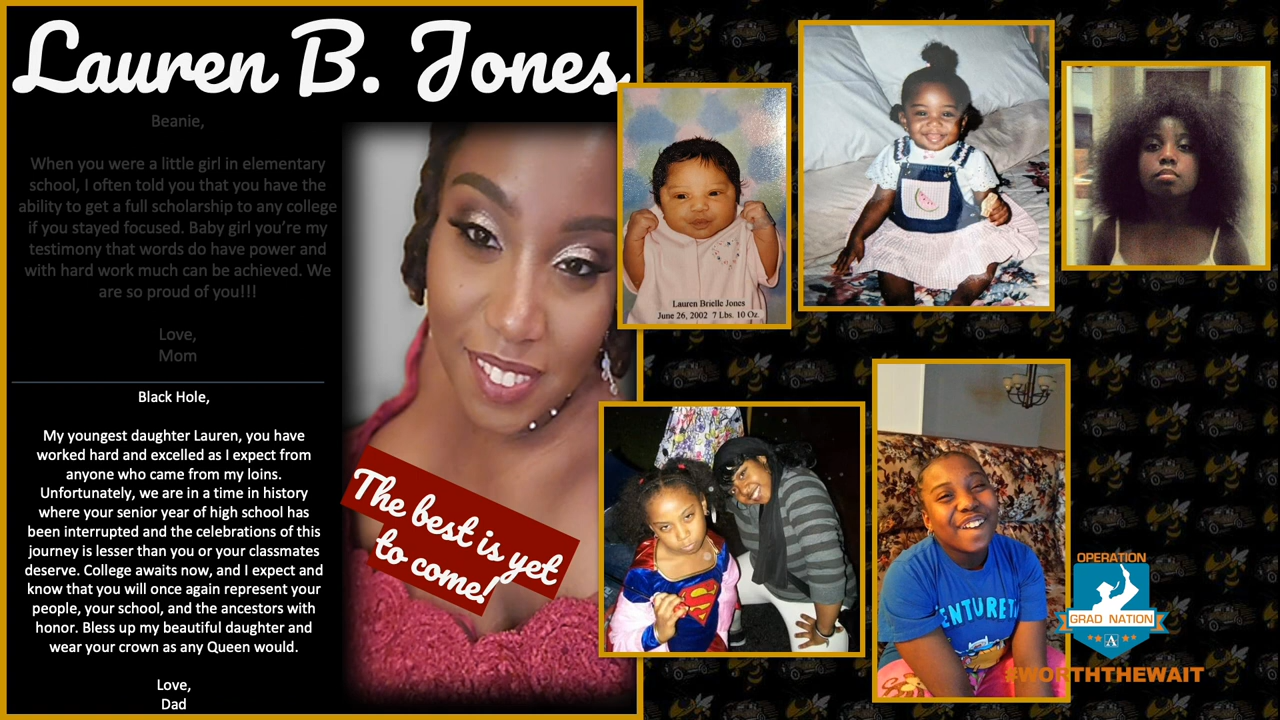 Lauren B. Jones
Beanie,
When you were a little girl in elementary
school, I often told you that you have the
ability to get a full scholarship to any college
if you stayed focused. Baby girl you're my
testimony that words do have power and
with hard work much can be achieved. We
are so proud of you!!!
Love,
Mom
Black Hole,
My youngest daughter Lauren, you have
worked hard and excelled as I expect from
anyone who came from my loins.
Unfortunately, we are in a time in history
where your senior year of high school has
been interrupted and the celebrations of this
journey is lesser than you or your classmates
deserve. College awaits now, and I expect and
know that you will once again represent your
people, your school, and the ancestors with
honor. Bless up my beautiful daughter and
wear your crown as any Queen would.
Love,
Dad
The best is yet
to come!
Lauren Brielle Jones
June 26, 2002 7 Lbs. 10 Oz.
ENTURET
OPERATION
GRAD NATION
A
#WORTHTHEWAIT